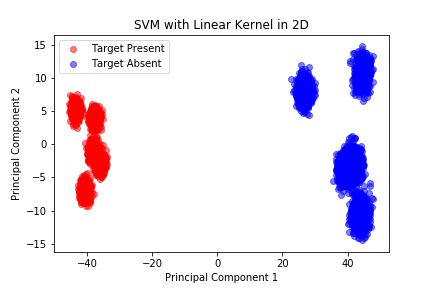 SVM with Linear Kernel in 2D
Target Present
Target Absent
15
10
5
0
−5
−10
−15
Principal Component 2
−40
−20
0
20
40
Principal Component 1